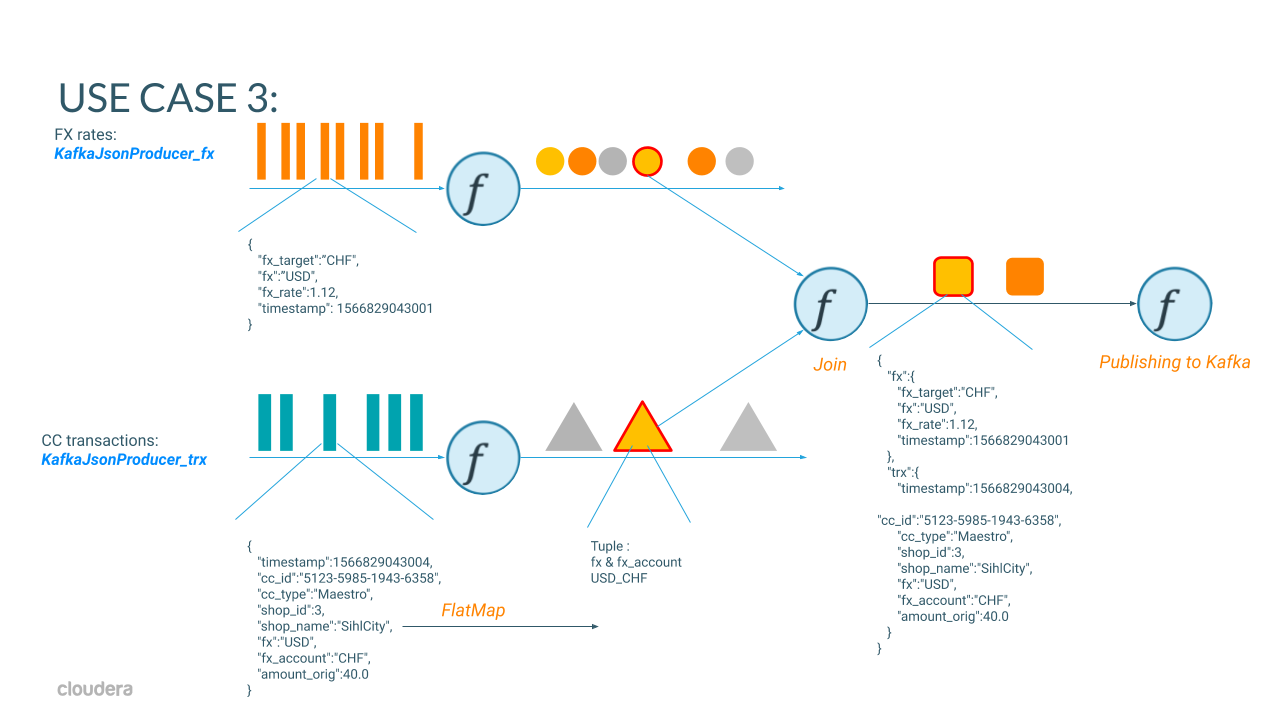 USE CASE 3:
FX rates:
KafkaJsonProducer_fx
f
{
"fx_target":”CHF",
"fx":”USD",
"fx_rate":1.12,
"timestamp": 1566829043001
}
f
Join
{
"fx":{
"fx_target":"CHF",
"fx":"USD",
"fx_rate":1.12,
"timestamp":1566829043001
},
"trx":{
"timestamp":1566829043004,
"cc_id":"5123-5985-1943-6358",
"cc_type":"Maestro",
"shop_id":3,
"shop_name":"SihlCity",
"fx":"USD",
"fx_account":"CHF",
"amount_orig":40.0
}
}
f
Publishing to Kafka
CC transactions:
KafkaJsonProducer_trx
f
{
"timestamp":1566829043004,
"cc_id":"5123-5985-1943-6358",
"cc_type":"Maestro",
"shop_id":3,
"shop_name":"SihlCity",
"fx":"USD",
"fx_account":"CHF",
"amount_orig":40.0
}
FlatMap
Tuple :
fx & fx_account
USD_CHF
cloudera